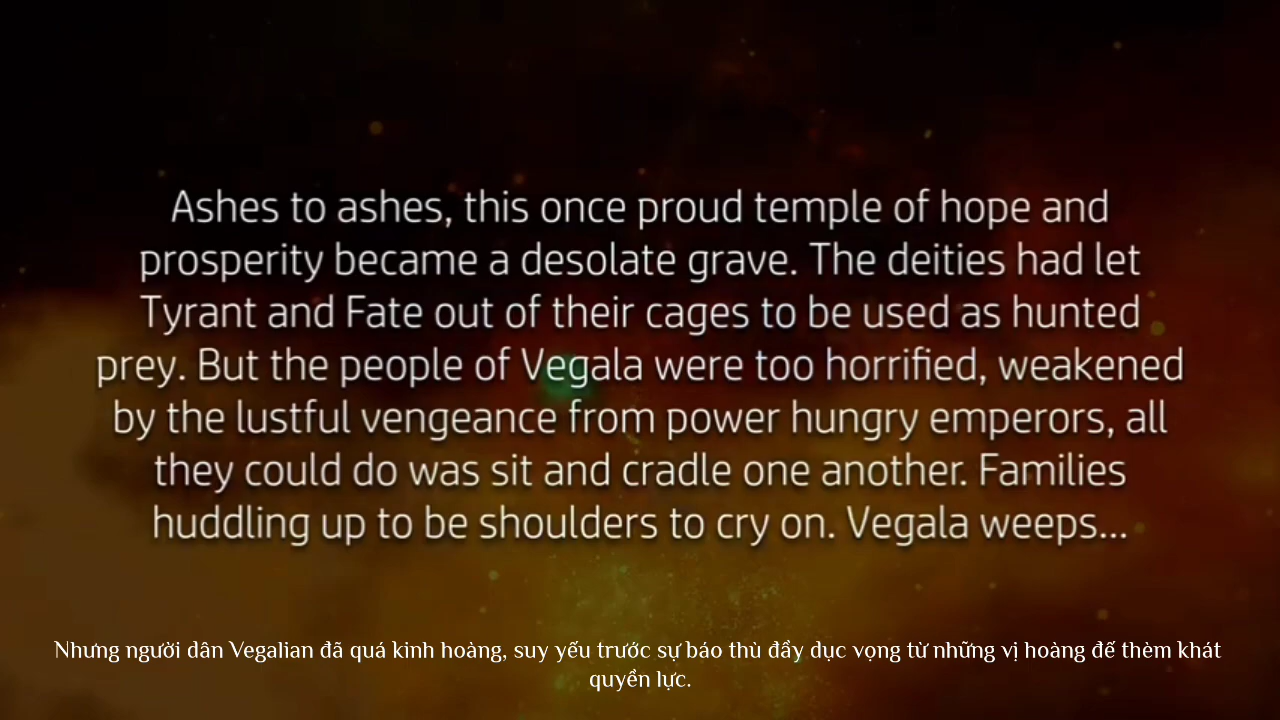 Ashes to ashes, this once proud temple of hope and
prosperity became a desolate grave. The deities had let
Tyrant and Fate out of their cages to be used as hunted
prey. But the people of Vegala were too horrified, weakened
by the lustful vengeance from power hungry emperors, all
they could do was sit and cradle one another. Families
huddling up to be shoulders to cry on. Vegala weeps...
Nhưng người dân Vegalian đã quá kinh hoàng, suy yếu trước sự báo thù đầy dục vọng từ những vị hoàng đế thèm khát
quyền lực.